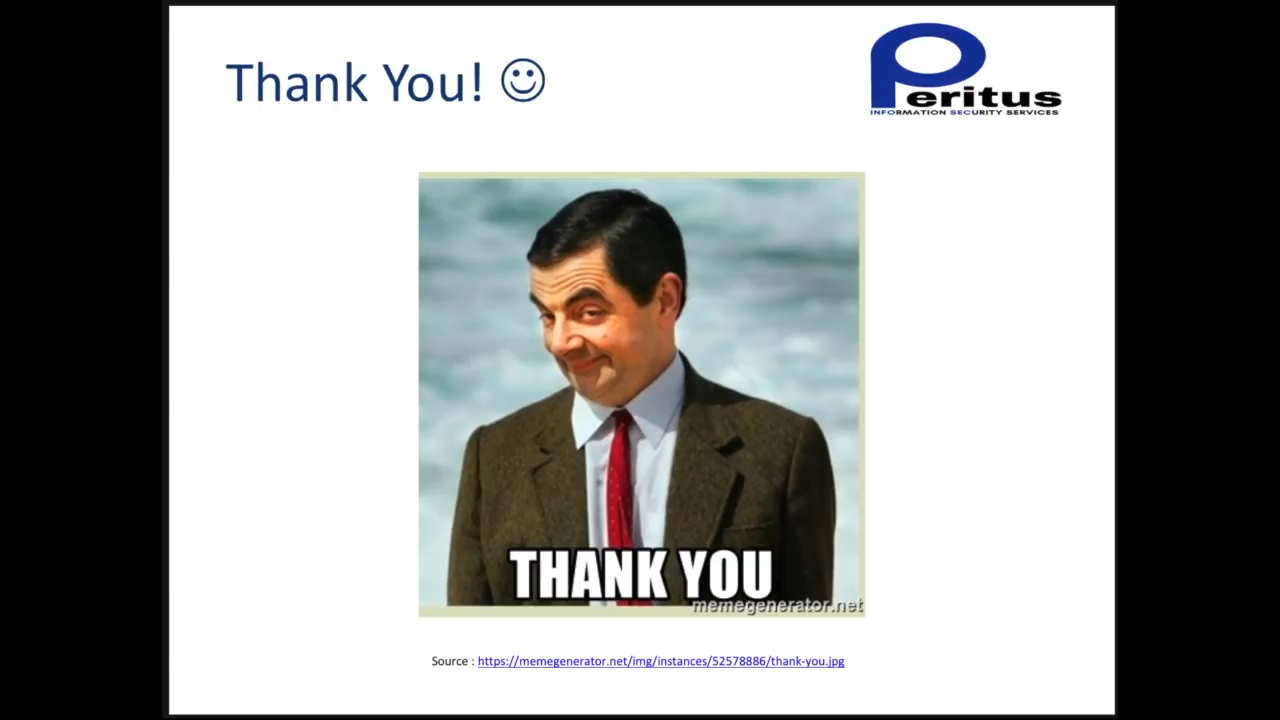 Thank You! ☺
Peritus
INFORMATION SECURITY SERVICES
THANK YOU
memegenerator.net
Source : https://memegenerator.net/img/instances/52578886/thank-you.jpg